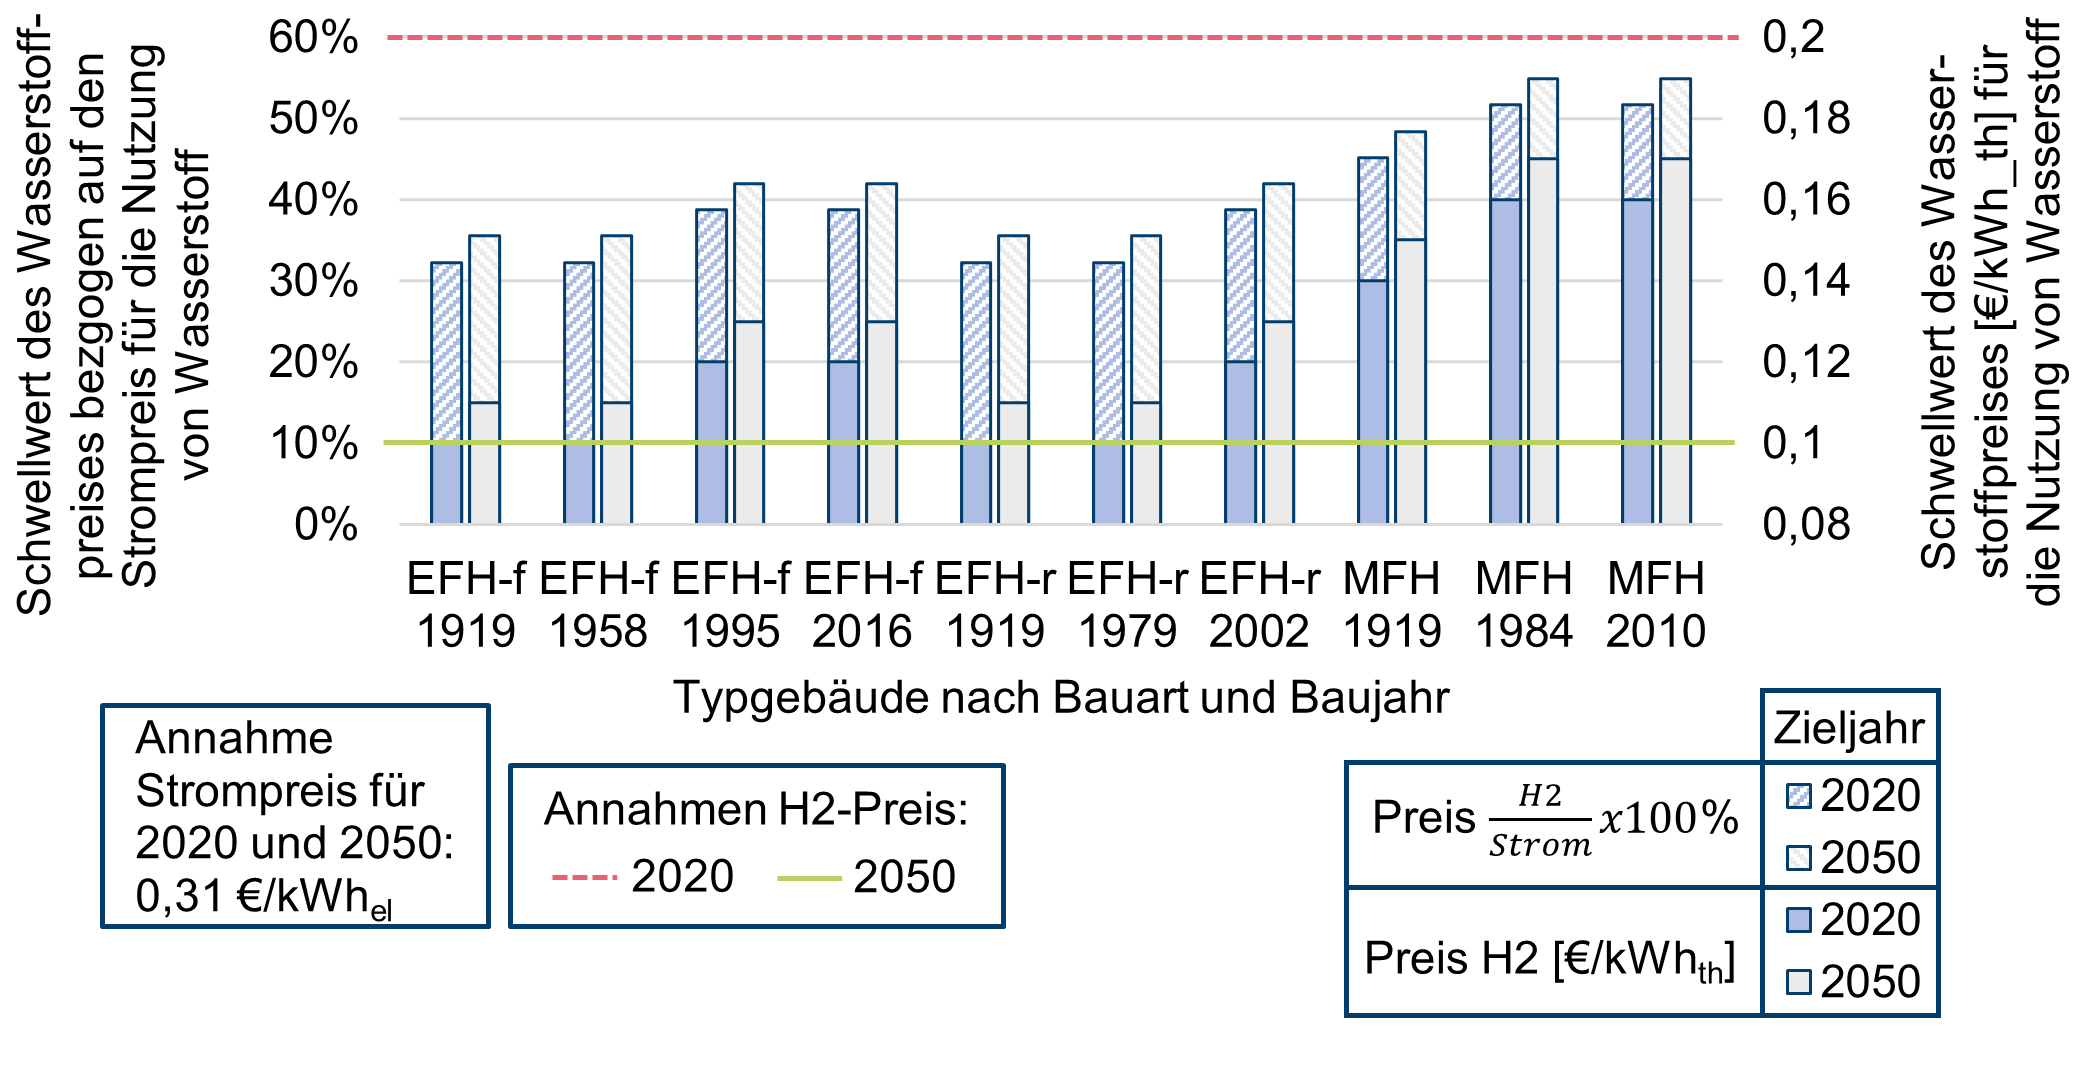 Schwellwert des Wasserstoff-
preises bezgogen auf den
Strompreis für die Nutzung
von Wasserstoff
60%
50%
40%
30%
20%
10%
0%
0,2
0,18
0,16
0,14
0,12
0,1
0,08
Schwellwert des Wasser-
stoffpreises [€/kWh_th] für
die Nutzung von Wasserstoff
EFH-f EFH-f EFH-f EFH-f EFH-r EFH-r EFH-r MFH MFH MFH
1919 1958 1995 2016 1919 1979 2002 1919 1984 2010
Typgebäude nach Bauart und Baujahr
Annahme
Strompreis für
2020 und 2050:
0,31 €/kWhel
Annahmen H2-Preis:
2020 2050
Zieljahr
Preis H2/Strom x100%
2020
2050
Preis H2 [€/kWhth]
2020
2050